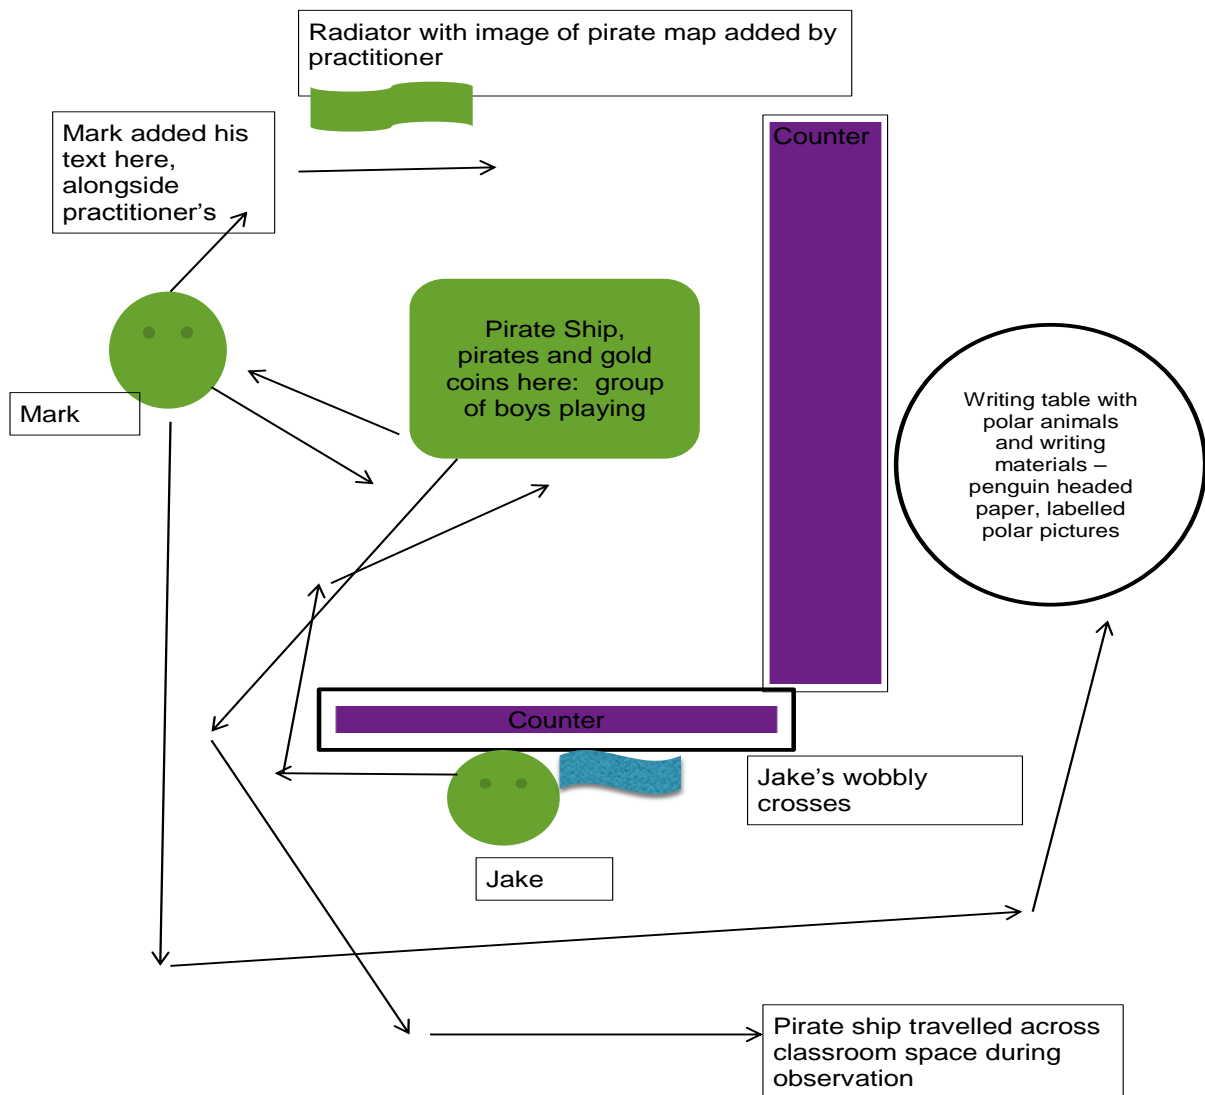 Radiator with image of pirate map added by
practitioner
Mark added his
text here,
alongside
practitioner's
Counter
Pirate Ship,
pirates and gold
coins here:  group
of boys playing
Mark
Writing table with
polar animals
and writing
materials –
penguin headed
paper, labelled
polar pictures
Counter
Jake's wobbly
crosses
Jake
Pirate ship travelled across
classroom space during
observation